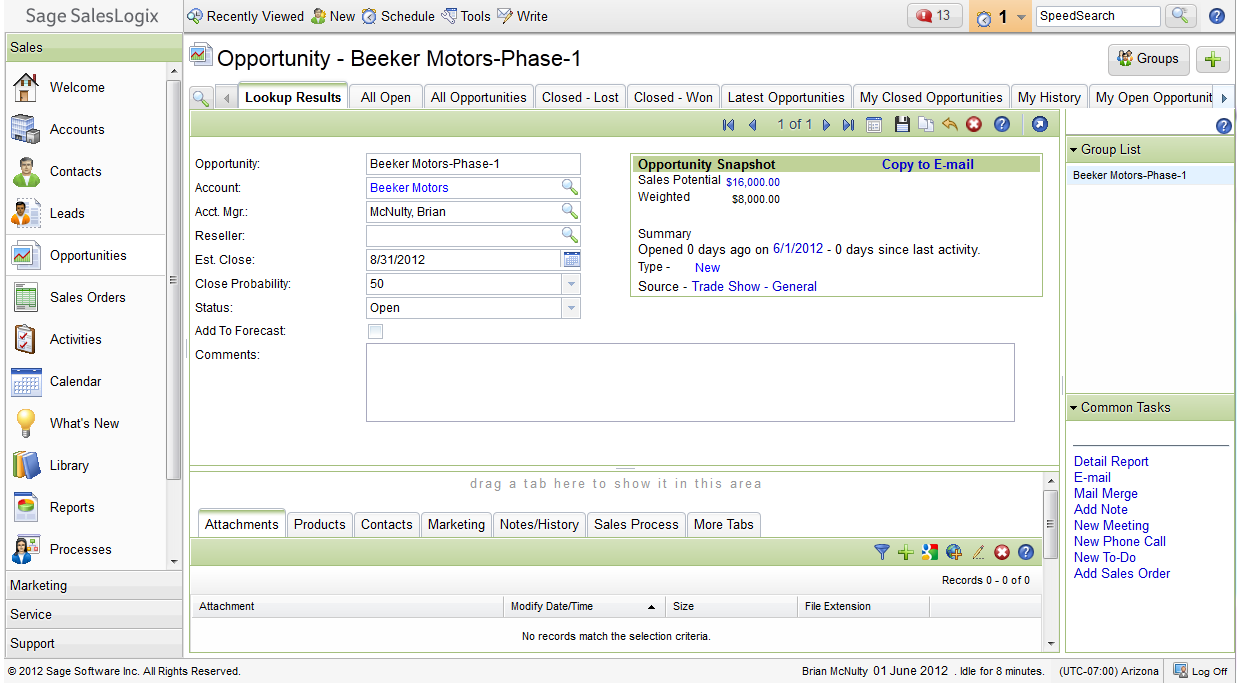 Sage SalesLogix
Recently Viewed New Schedule Tools Write 13 1 SpeedSearch
Sales
Welcome
Accounts
Contacts
Leads
Opportunities
Sales Orders
Activities
Calendar
What's New
Library
Reports
Processes
Marketing
Service
Support
Opportunity - Beeker Motors-Phase-1
Groups
Lookup Results All Open All Opportunities Closed - Lost Closed - Won Latest Opportunities My Closed Opportunities My History My Open Opportunit
1 of 1
Opportunity: Beeker Motors-Phase-1
Account: Beeker Motors
Acct. Mgr.: McNulty, Brian
Reseller:
Est. Close: 8/31/2012
Close Probability: 50
Status: Open
Add To Forecast:
Comments:
Opportunity Snapshot Copy to E-mail
Sales Potential $16,000.00
Weighted $8,000.00
Summary
Opened 0 days ago on 6/1/2012 - 0 days since last activity.
Type - New
Source - Trade Show - General
drag a tab here to show it in this area
Attachments Products Contacts Marketing Notes/History Sales Process More Tabs
Records 0 - 0 of 0
Attachment Modify Date/Time Size File Extension
No records match the selection criteria.
Group List
Beeker Motors-Phase-1
Common Tasks
Detail Report
E-mail
Mail Merge
Add Note
New Meeting
New Phone Call
New To-Do
Add Sales Order
© 2012 Sage Software Inc. All Rights Reserved.
Brian McNulty 01 June 2012 . Idle for 8 minutes. (UTC-07:00) Arizona Log Off